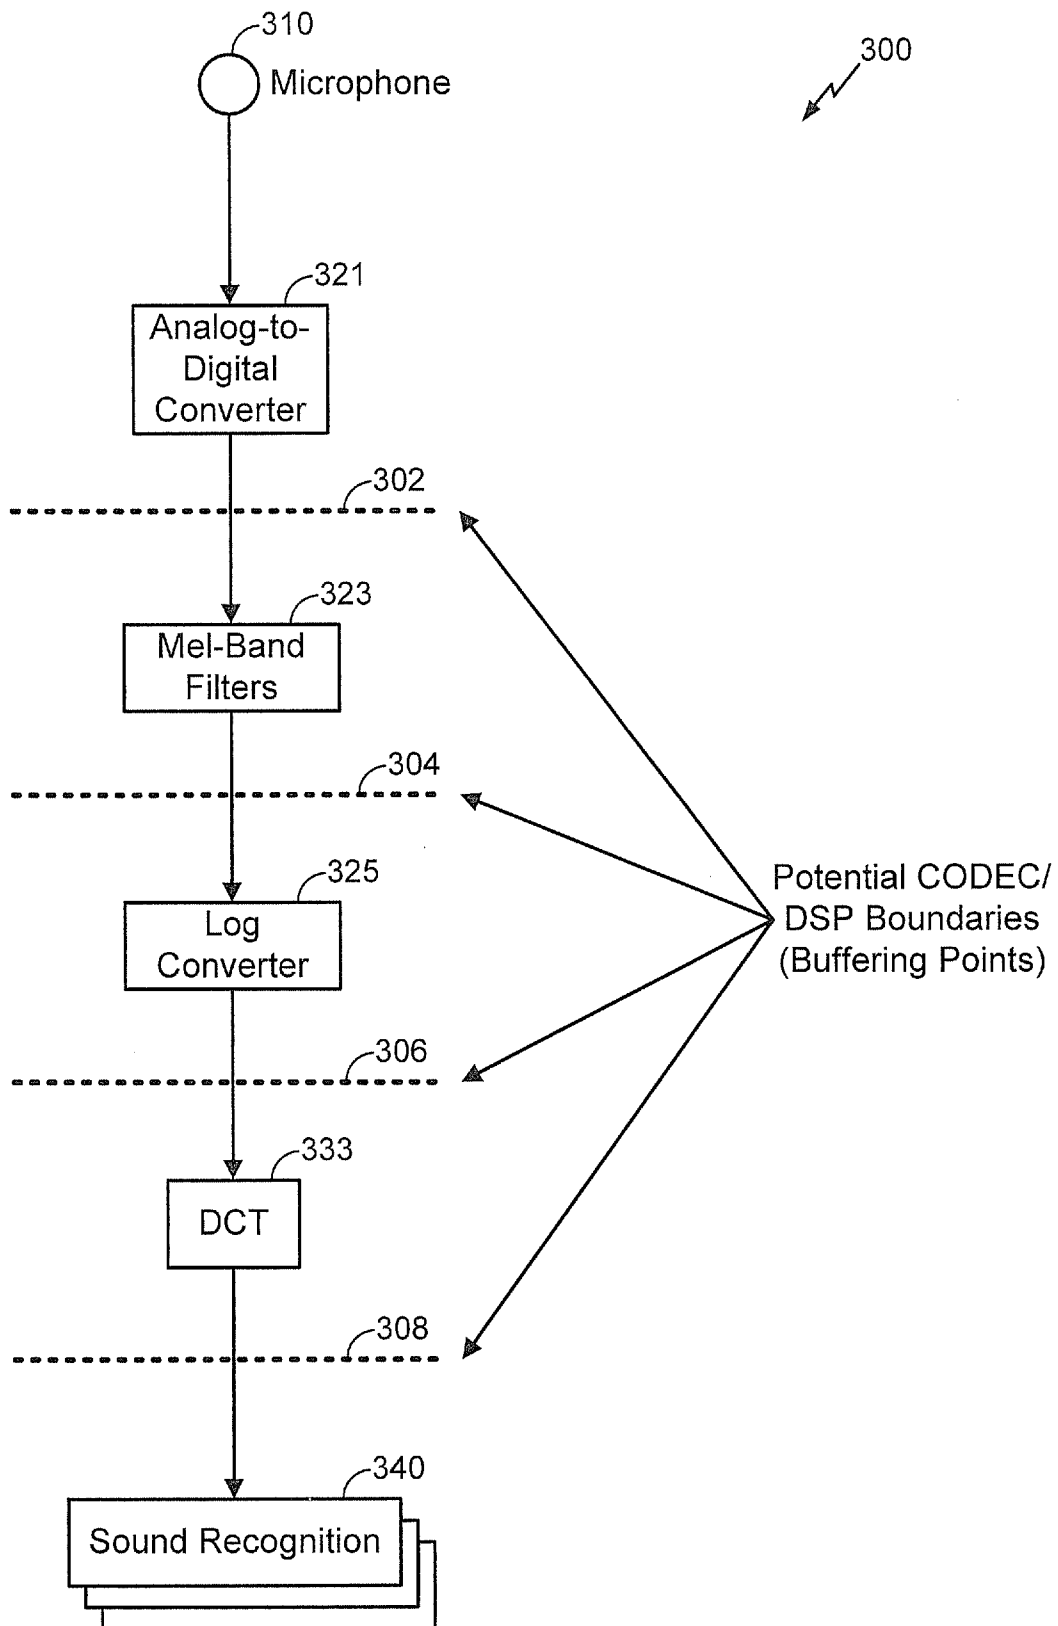 310
Microphone
300
321
Analog-to-
Digital
Converter
302
323
Mel-Band
Filters
304
325
Log
Converter
Potential CODEC/
DSP Boundaries
(Buffering Points)
306
333
DCT
308
340
Sound Recognition